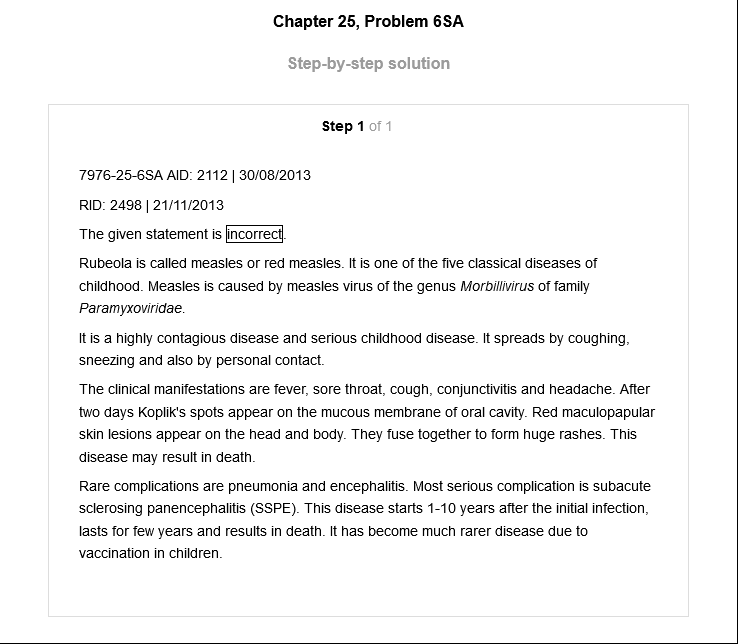 Chapter 25, Problem 6SA
Step-by-step solution
Step 1 of 1
7976-25-6SA AID: 2112 | 30/08/2013
RID: 2498 | 21/11/2013
The given statement is incorrect.
Rubeola is called measles or red measles. It is one of the five classical diseases of
childhood. Measles is caused by measles virus of the genus Morbillivirus of family
Paramyxoviridae.
It is a highly contagious disease and serious childhood disease. It spreads by coughing,
sneezing and also by personal contact.
The clinical manifestations are fever, sore throat, cough, conjunctivitis and headache. After
two days Koplik's spots appear on the mucous membrane of oral cavity. Red maculopapular
skin lesions appear on the head and body. They fuse together to form huge rashes. This
disease may result in death.
Rare complications are pneumonia and encephalitis. Most serious complication is subacute
sclerosing panencephalitis (SSPE). This disease starts 1-10 years after the initial infection,
lasts for few years and results in death. It has become much rarer disease due to
vaccination in children.